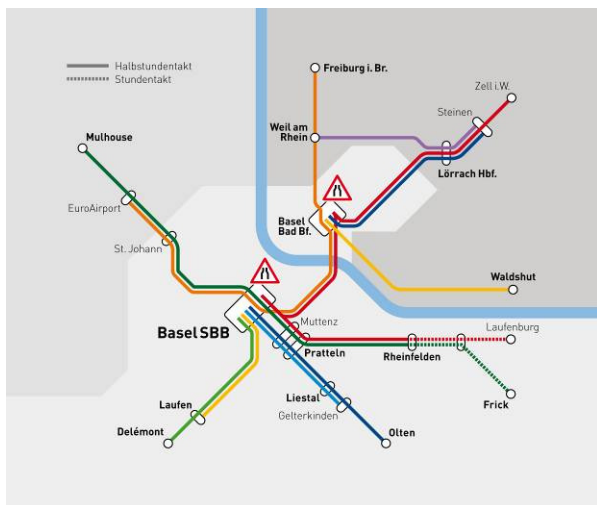 Halbstundentakt
Stundentakt
Freiburg i. Br.
Zell i.W.
Steinen
Weil am
Rhein
Mulhouse
Lörrach Hbf.
EuroAirport
Basel
Bad Bf.
St. Johann
Waldshut
Muttenz
Basel SBB
Laufenburg
Pratteln
Rheinfelden
Laufen
Liestal
Gelterkinden
Frick
Delémont
Olten